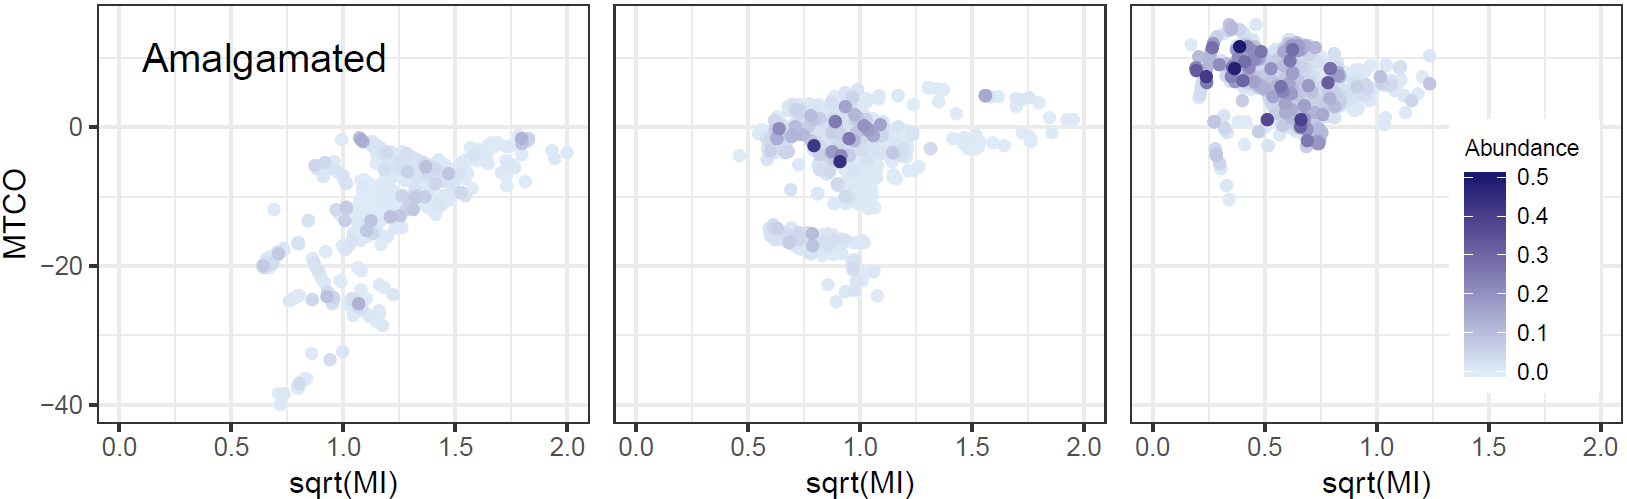 Amalgamated
MTCO
0
−20
−40
0.0 0.5 1.0 1.5 2.0
sqrt(MI)
0.0 0.5 1.0 1.5 2.0
sqrt(MI)
0.0 0.5 1.0 1.5 2.0
sqrt(MI)
Abundance
0.5
0.4
0.3
0.2
0.1
0.0